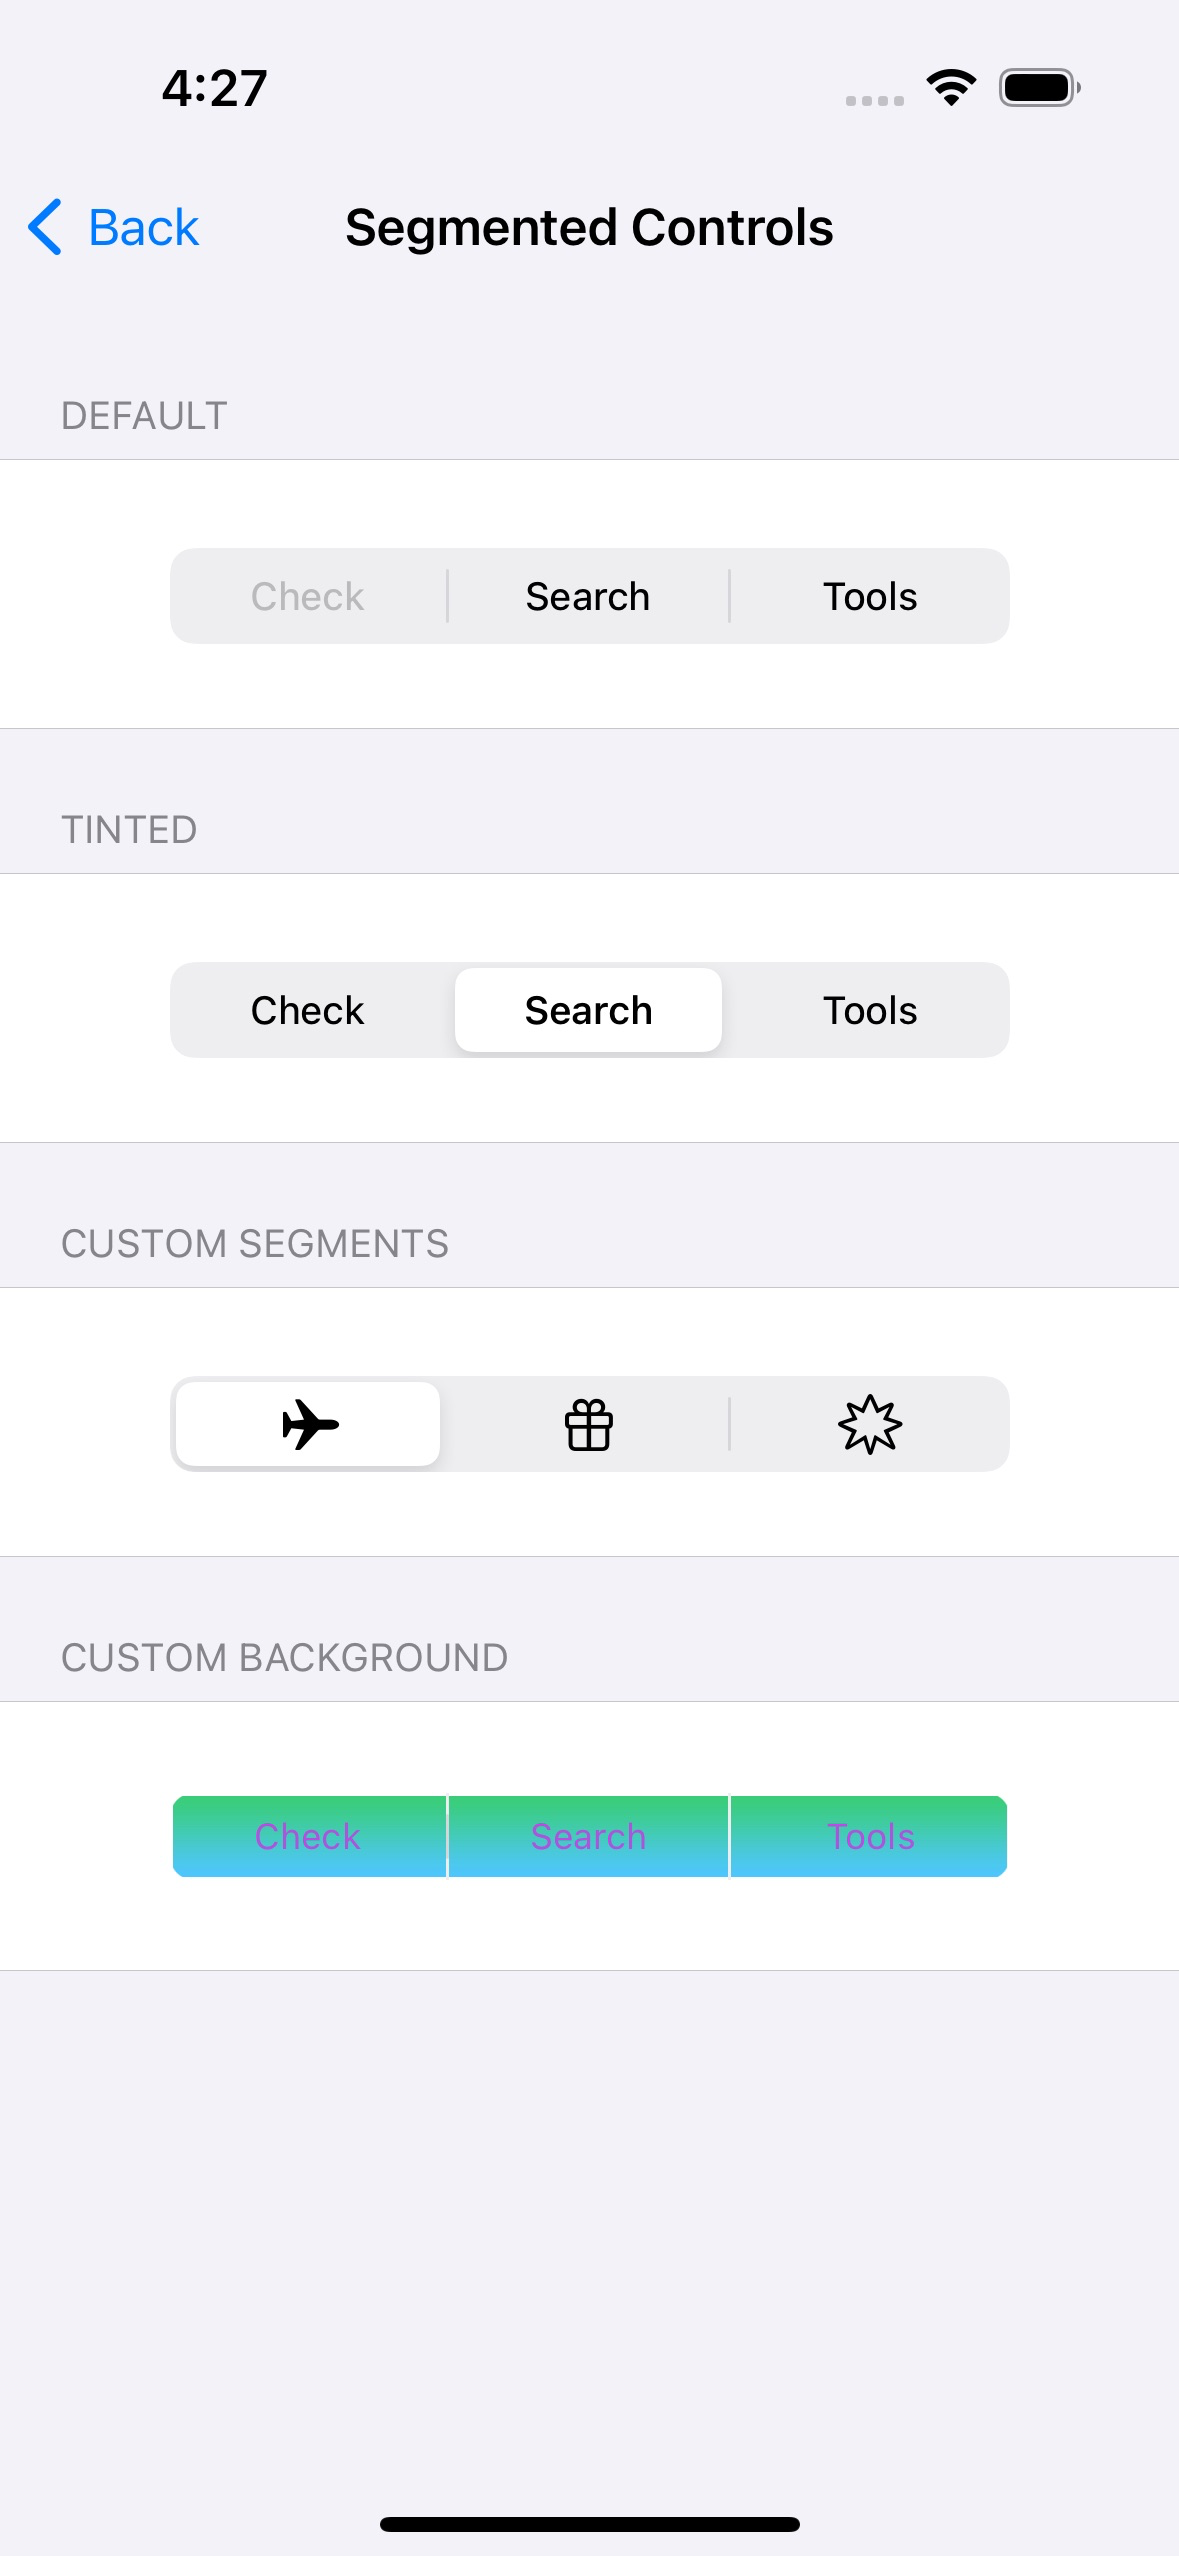 4:27
Back Segmented Controls
DEFAULT
Check Search Tools
TINTED
Check Search Tools
CUSTOM SEGMENTS
CUSTOM BACKGROUND
Check Search Tools